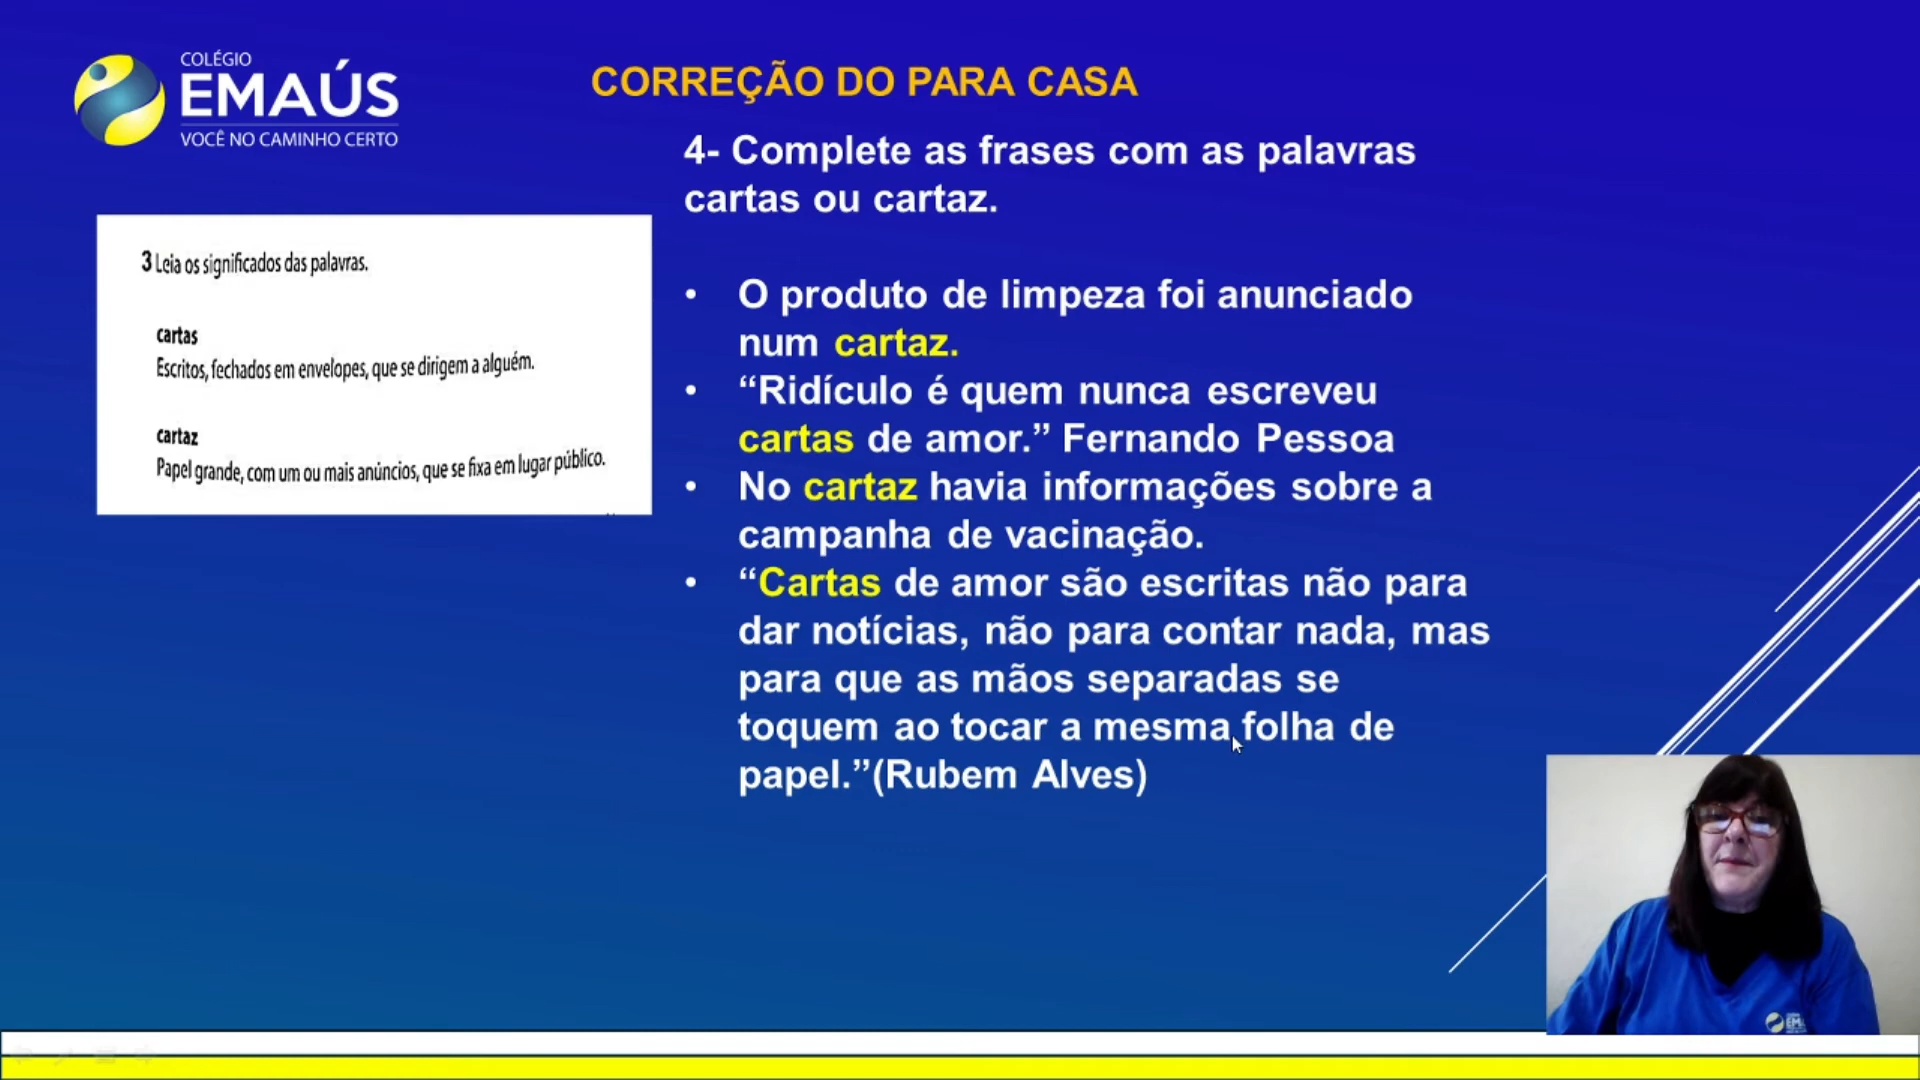 COLÉGIO
EMAÚS
VOCÊ NO CAMINHO CERTO
CORREÇÃO DO PARA CASA
3 Leia os significados das palavras.
cartas
Escritos, fechados em envelopes, que se dirigem a alguém.
cartaz
Papel grande, com um ou mais anúncios, que se fixa em lugar público.
4- Complete as frases com as palavras
cartas ou cartaz.
• O produto de limpeza foi anunciado
num cartaz.
• “Ridículo é quem nunca escreveu
cartas de amor.” Fernando Pessoa
• No cartaz havia informações sobre a
campanha de vacinação.
• “Cartas de amor são escritas não para
dar notícias, não para contar nada, mas
para que as mãos separadas se
toquem ao tocar a mesma folha de
papel.”(Rubem Alves)